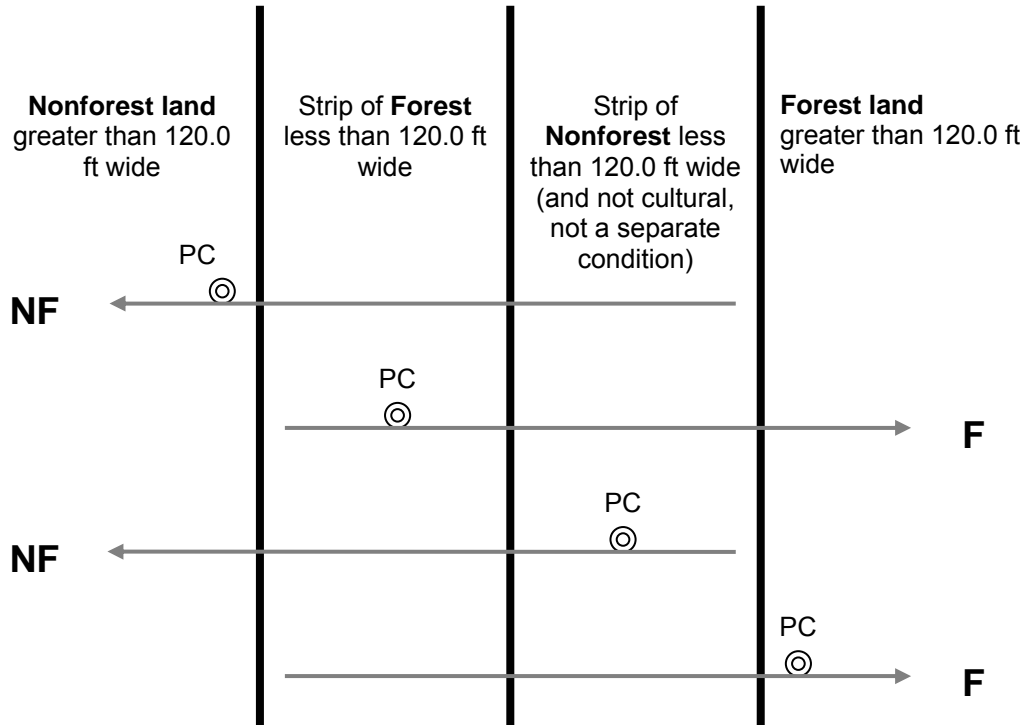 Nonforest land
greater than 120.0
ft wide
Strip of Forest
less than 120.0 ft
wide
Strip of
Nonforest less
than 120.0 ft wide
(and not cultural,
not a separate
condition)
Forest land
greater than 120.0 ft
wide
PC
NF
PC
F
PC
NF
PC
F